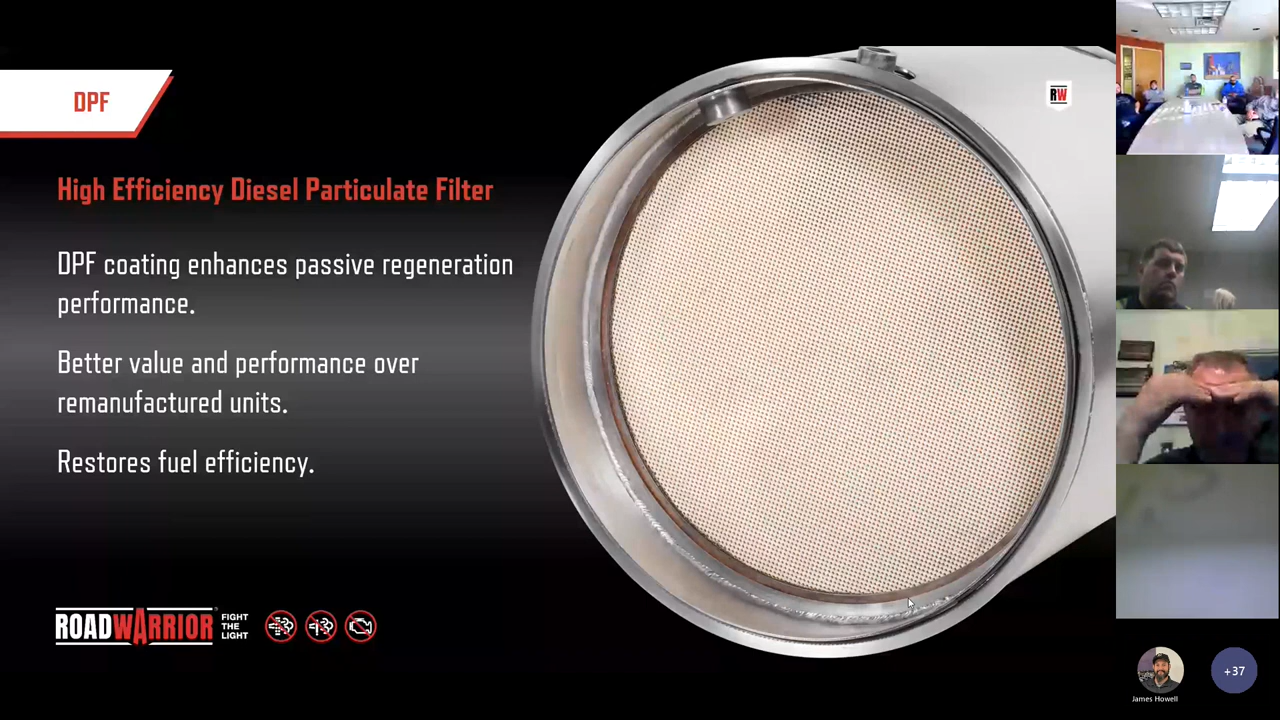 DPF
RW
High Efficiency Diesel Particulate Filter
DPF coating enhances passive regeneration
performance.
Better value and performance over
remanufactured units.
Restores fuel efficiency.
ROADWARRIOR
FIGHT
THE
LIGHT
James Howell
+37